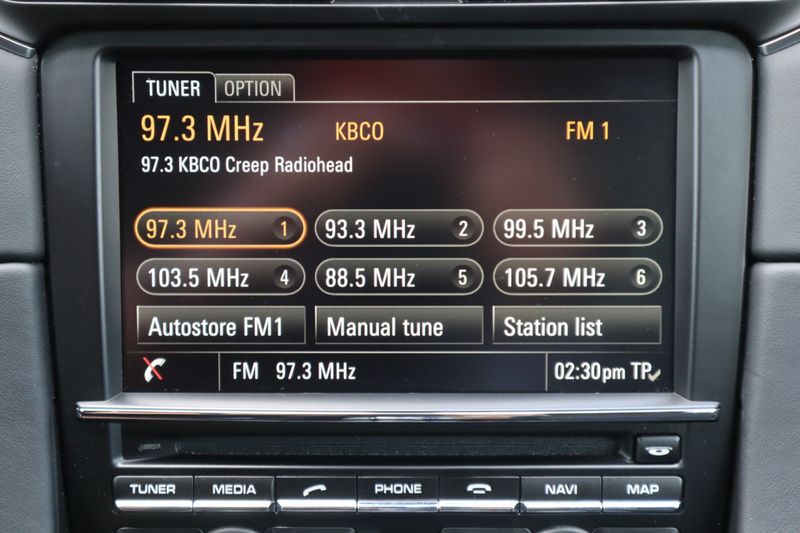 TUNER OPTION
97.3 MHz KBCO FM 1
97.3 KBCO Creep Radiohead
97.3 MHz 1 93.3 MHz 2 99.5 MHz 3
103.5 MHz 4 88.5 MHz 5 105.7 MHz 6
Autostore FM1 Manual tune Station list
FM 97.3 MHz 02:30pm TP
TUNER MEDIA PHONE NAVI MAP